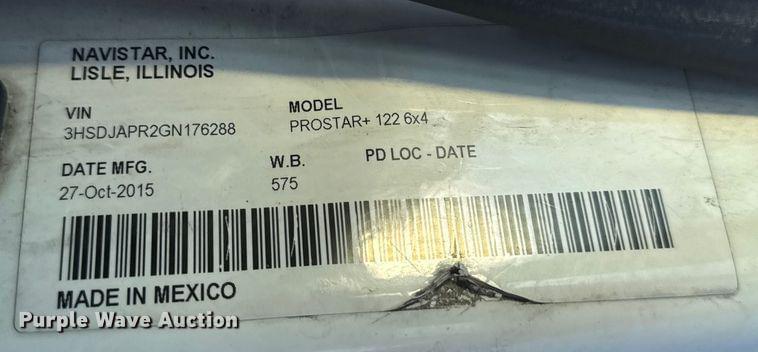 NAVISTAR, INC.
LISLE, ILLINOIS
VIN MODEL
3HSDJAPR2GN176288 PROSTAR+ 122 6x4
DATE MFG. W.B. PD LOC - DATE
27-Oct-2015 575
MADE IN MEXICO
Purple Wave Auction